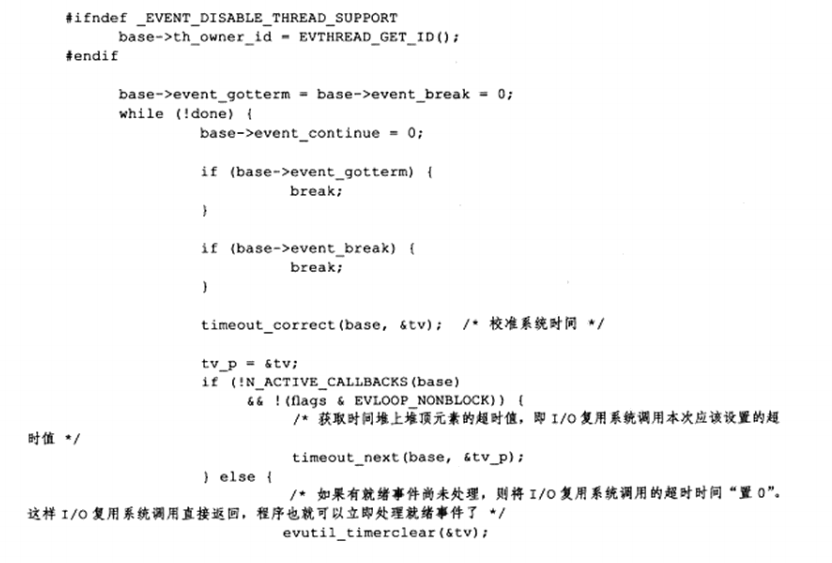 #ifndef _EVENT_DISABLE_THREAD_SUPPORT
base->th_owner_id = EVTHREAD_GET_ID();
#endif
base->event_gotterm = base->event_break = 0;
while (!done) {
base->event_continue = 0;
if (base->event_gotterm) {
break;
}
if (base->event_break) {
break;
}
timeout_correct(base, &tv); /* 校准系统时间 */
tv_p = &tv;
if (!N_ACTIVE_CALLBACKS(base)
&& !(flags & EVLOOP_NONBLOCK)) {
/* 获取时间堆上堆顶元素的超时值，即 I/O 复用系统调用本次应该设置的超
时值 */
timeout_next(base, &tv_p);
} else {
/* 如果有就绪事件尚未处理，则将 I/O 复用系统调用的超时时间“置 0”。
这样 I/O 复用系统调用直接返回，程序也就可以立即处理就绪事件了 */
evutil_timerclear(&tv);